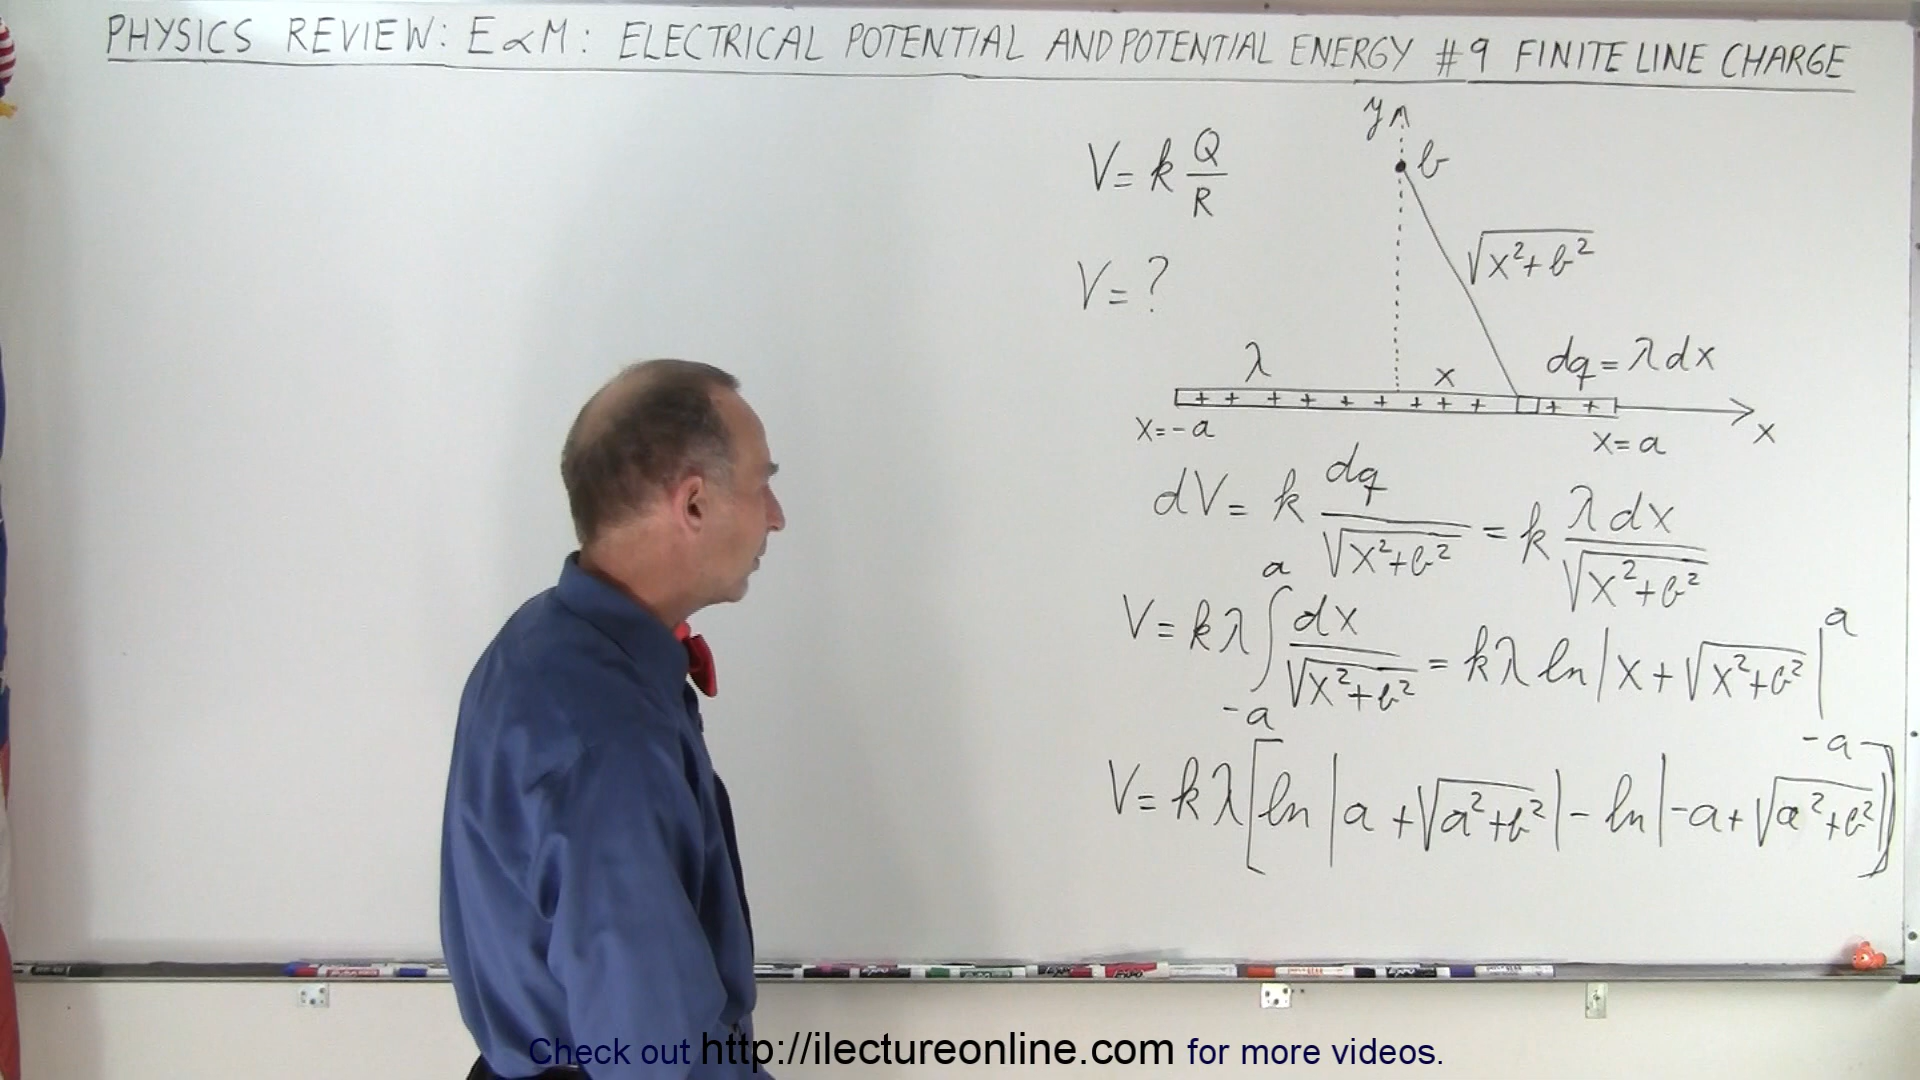 PHYSICS REVIEW: E & M: ELECTRICAL POTENTIAL AND POTENTIAL ENERGY #9 FINITE LINE CHARGE
y
b
V = k Q/R
√(x²+b²)
V = ?
λ
x
dq = λ dx
+ + + + + + + + + + +
x = -a
x = a
x
dV = k dq/√(x²+b²) = k λ dx/√(x²+b²)
V = kλ ∫_{-a}^{a} dx/√(x²+b²) = kλ ln|x + √(x²+b²)|_{-a}^{a}
V = kλ[ln|a + √(a²+b²)| - ln|-a + √(a²+b²)|]
Check out http://ilectureonline.com for more videos.